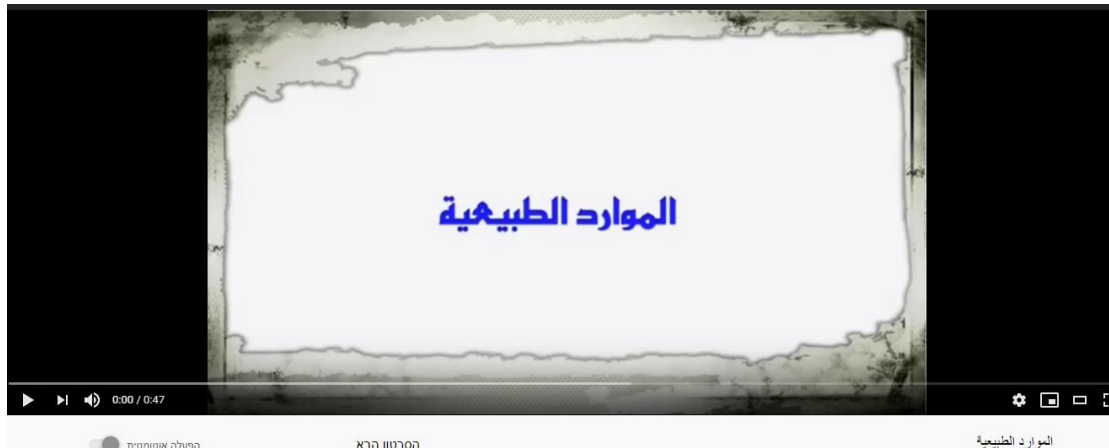 الموارد الطبيعية
0:00 / 0:47
الموارد الطبيعية
הסרטון הבא
הפעלה אוטומטית